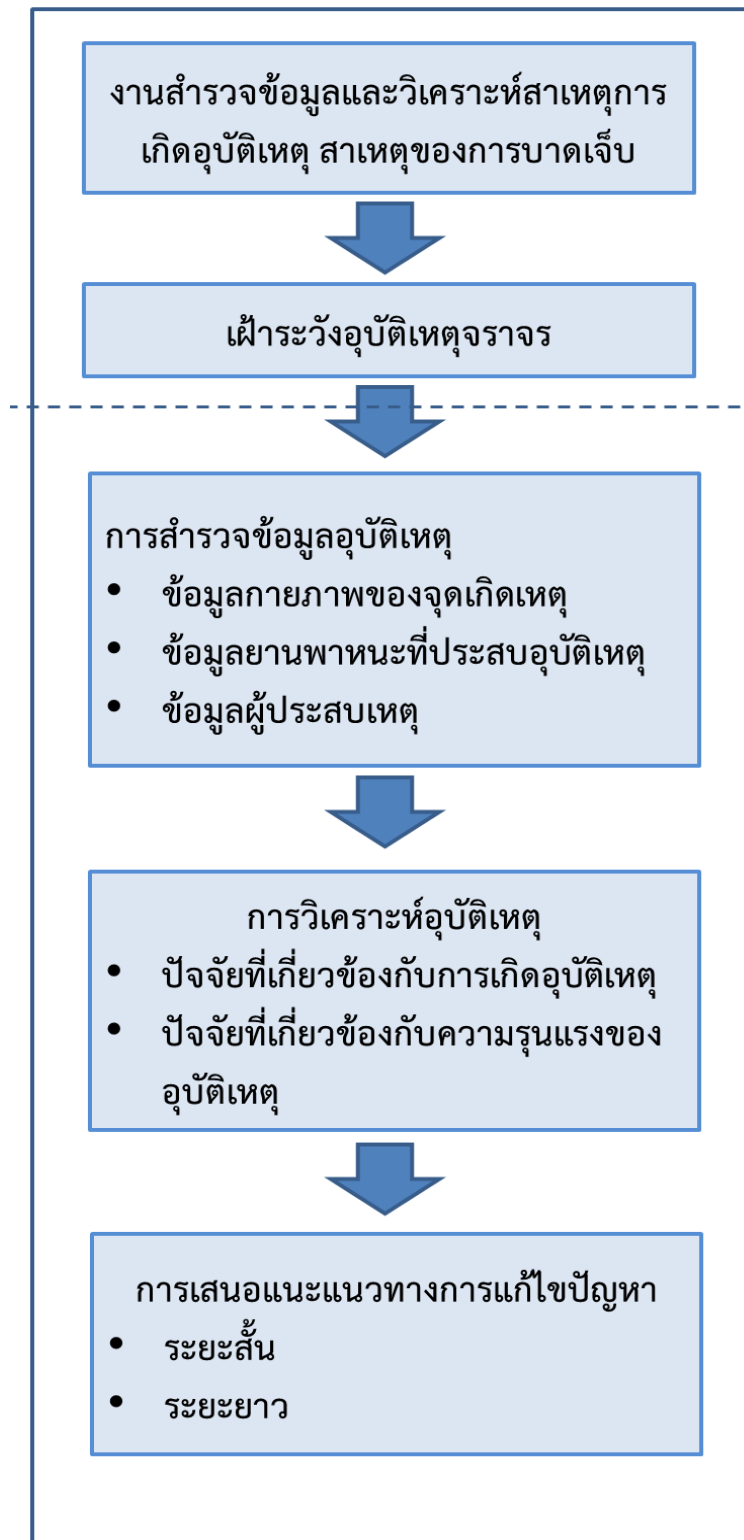 งานสำรวจข้อมูลและวิเคราะห์สาเหตุการ
เกิดอุบัติเหตุ สาเหตุของการบาดเจ็บ
เฝ้าระวังอุบัติเหตุจราจร
การสำรวจข้อมูลอุบัติเหตุ
• ข้อมูลกายภาพของจุดเกิดเหตุ
• ข้อมูลยานพาหนะที่ประสบอุบัติเหตุ
• ข้อมูลผู้ประสบเหตุ
การวิเคราะห์อุบัติเหตุ
• ปัจจัยที่เกี่ยวข้องกับการเกิดอุบัติเหตุ
• ปัจจัยที่เกี่ยวข้องกับความรุนแรงของ
อุบัติเหตุ
การเสนอแนะแนวทางการแก้ไขปัญหา
• ระยะสั้น
• ระยะยาว